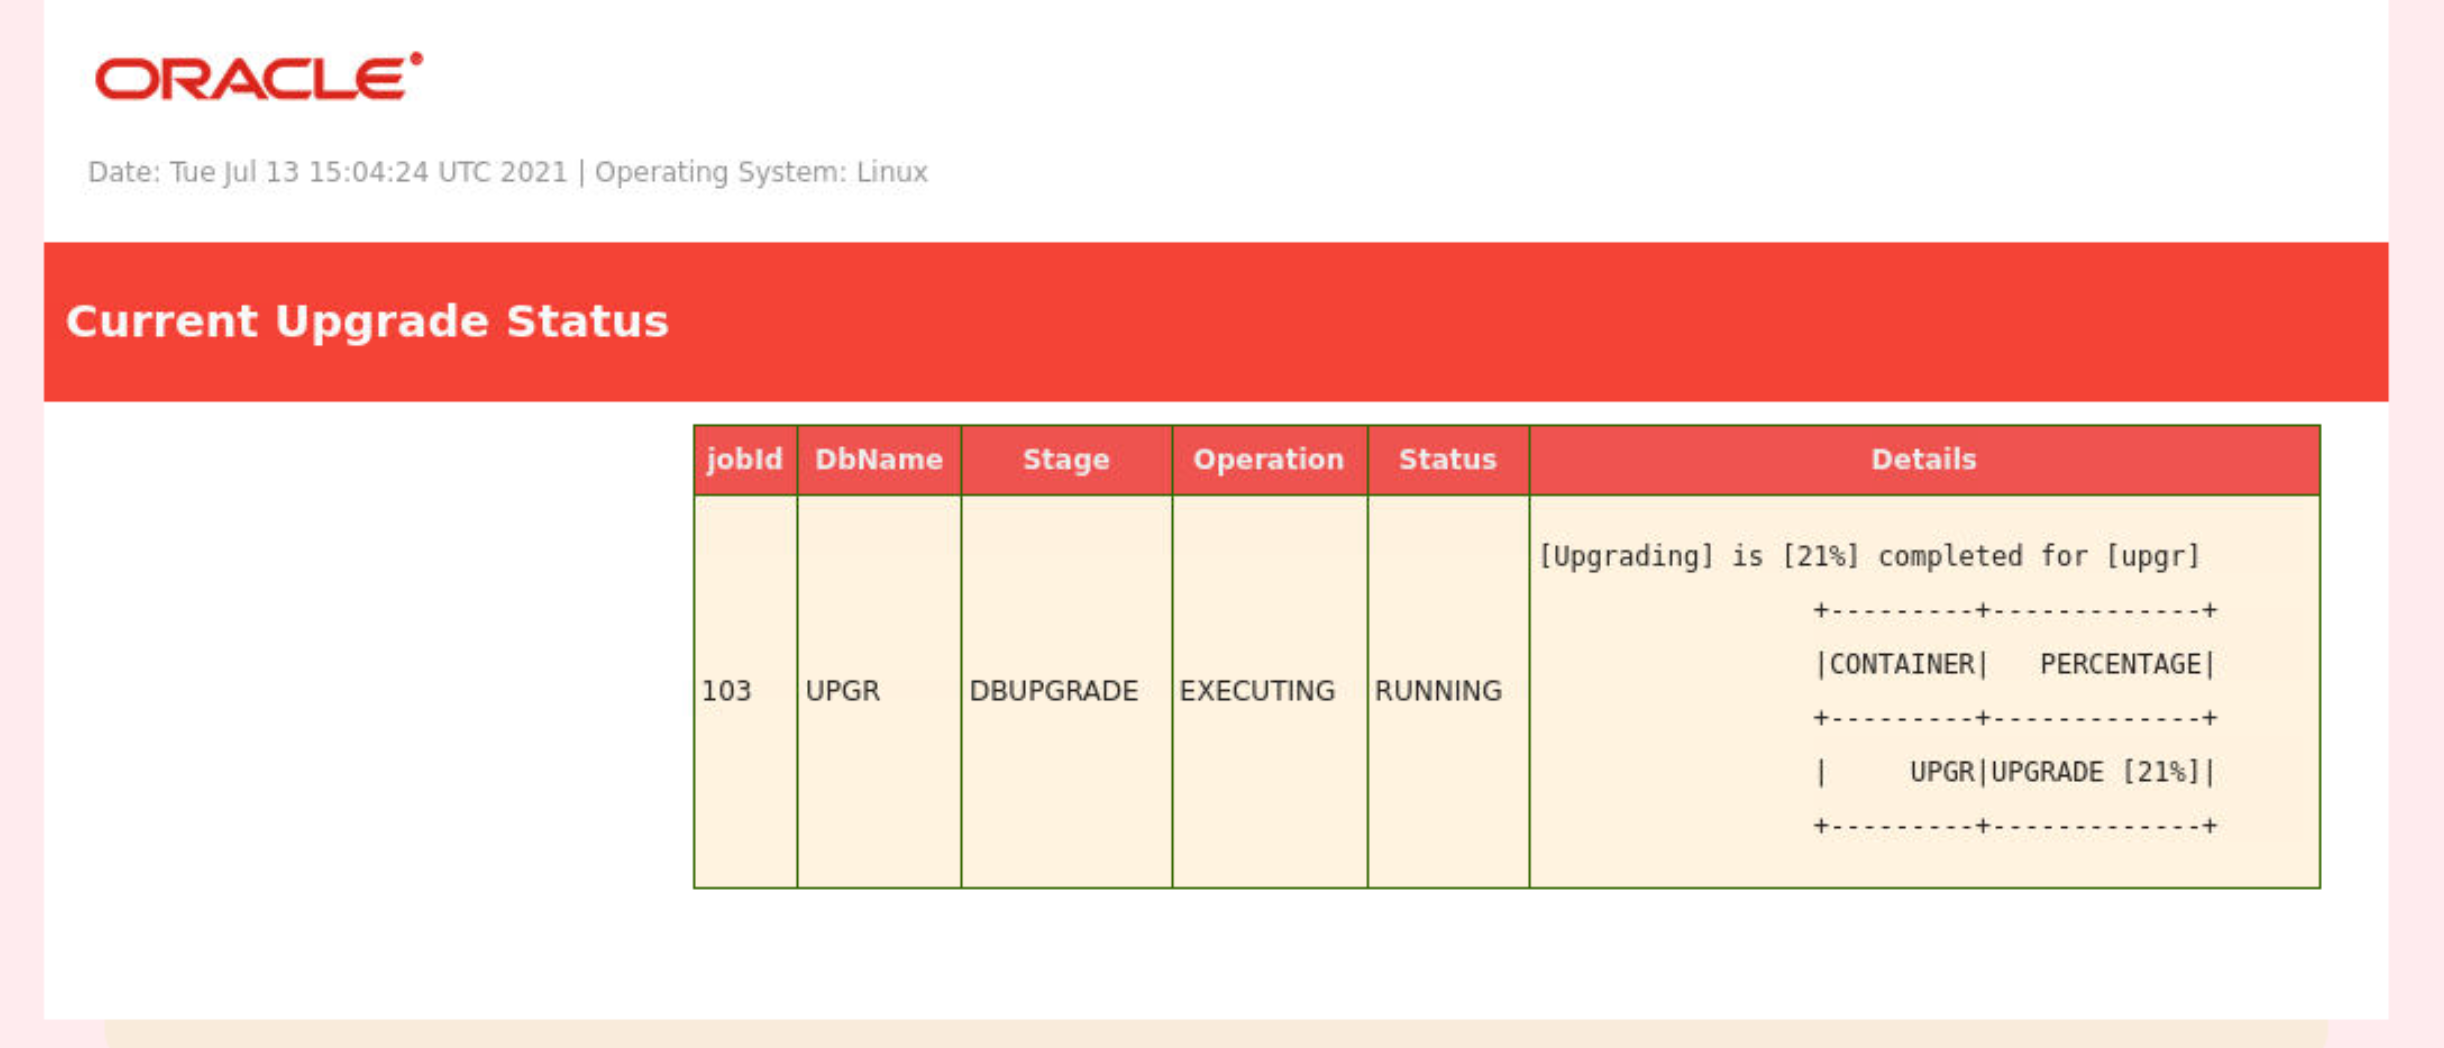 ORACLE
Date: Tue Jul 13 15:04:24 UTC 2021 | Operating System: Linux
Current Upgrade Status
jobId DbName Stage Operation Status Details
103 UPGR DBUPGRADE EXECUTING RUNNING
[Upgrading] is [21%] completed for [upgr]
+---------+-------------+
|CONTAINER|   PERCENTAGE|
+---------+-------------+
|     UPGR|UPGRADE [21%]|
+---------+-------------+